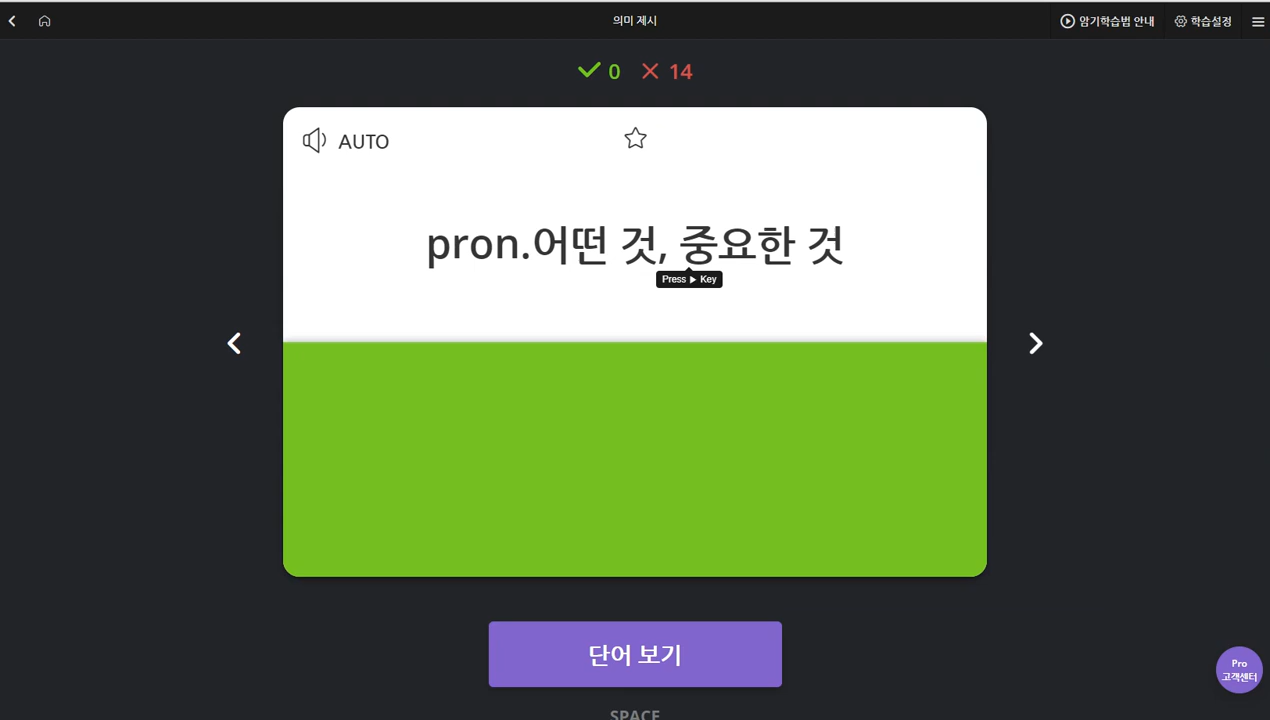 의미 제시
암기학습법 안내
학습설정
0
14
AUTO
pron.어떤 것, 중요한 것
Press ▶ Key
단어 보기
SPACE
Pro
고객센터